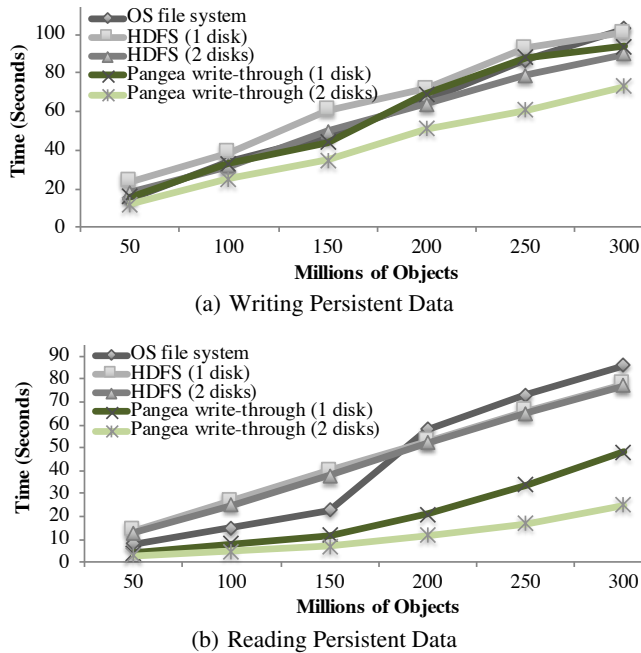 OS file system
HDFS (1 disk)
HDFS (2 disks)
Pangea write-through (1 disk)
Pangea write-through (2 disks)
Time (Seconds)
100
80
60
40
20
0
50 100 150 200 250 300
Millions of Objects
(a) Writing Persistent Data
OS file system
HDFS (1 disk)
HDFS (2 disks)
Pangea write-through (1 disk)
Pangea write-through (2 disks)
Time (Seconds)
90
80
70
60
50
40
30
20
10
0
50 100 150 200 250 300
Millions of Objects
(b) Reading Persistent Data